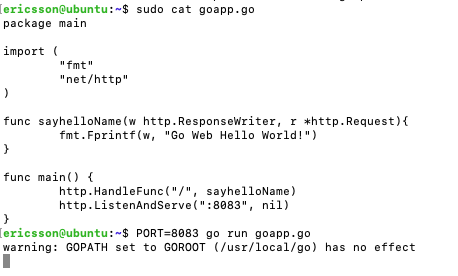 ericsson@ubuntu:~$ sudo cat goapp.go
package main

import (
        "fmt"
        "net/http"
)

func sayhelloName(w http.ResponseWriter, r *http.Request){
        fmt.Fprintf(w, "Go Web Hello World!")
}

func main() {
        http.HandleFunc("/", sayhelloName)
        http.ListenAndServe(":8083", nil)
}
ericsson@ubuntu:~$ PORT=8083 go run goapp.go
warning: GOPATH set to GOROOT (/usr/local/go) has no effect